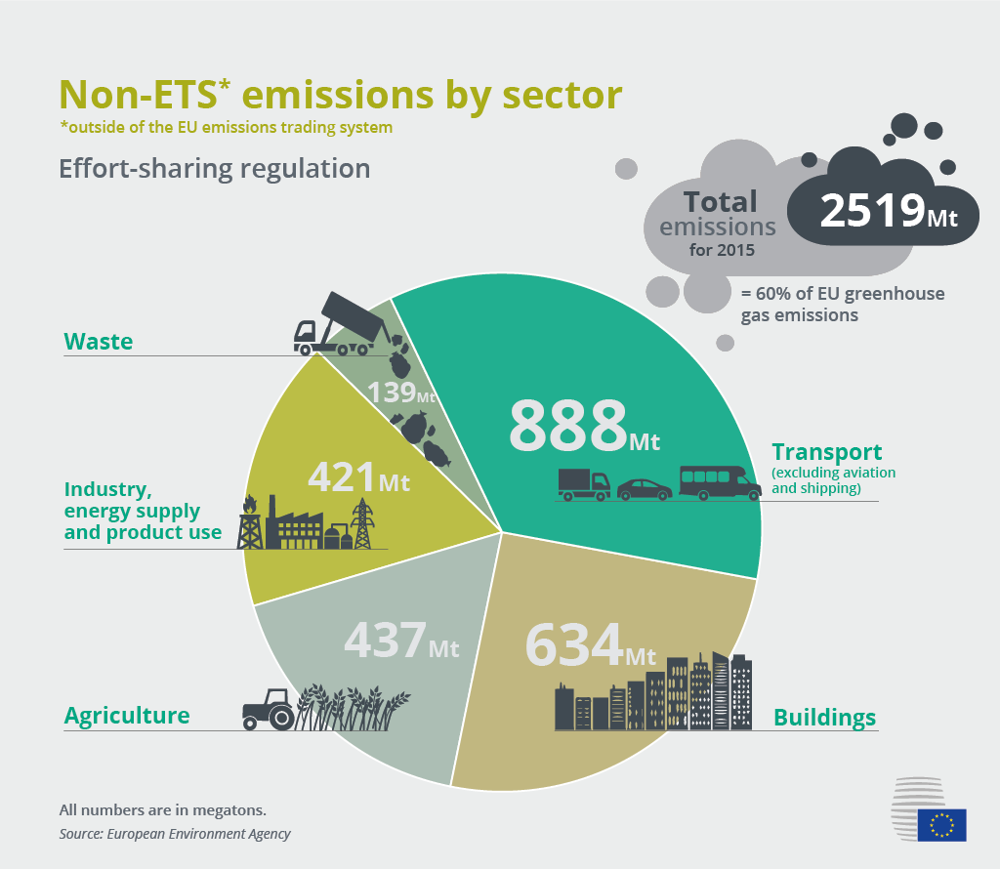 Non-ETS* emissions by sector
*outside of the EU emissions trading system
Effort-sharing regulation
Total
emissions
for 2015
2519Mt
= 60% of EU greenhouse
gas emissions
Waste
139Mt
888Mt
Transport
(excluding aviation
and shipping)
421Mt
Industry,
energy supply
and product use
437Mt
634Mt
Agriculture
Buildings
All numbers are in megatons.
Source: European Environment Agency